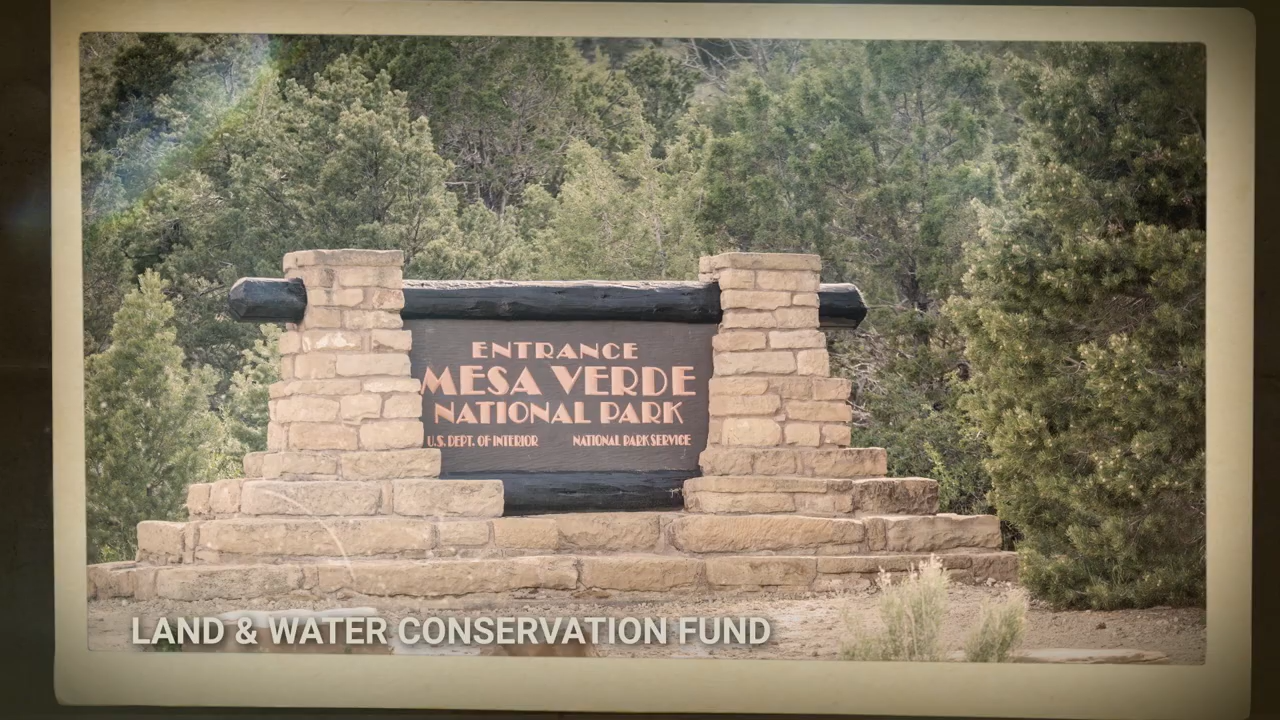 ENTRANCE
MESA VERDE
NATIONAL PARK
U.S. DEPT. OF INTERIOR NATIONAL PARK SERVICE
LAND & WATER CONSERVATION FUND